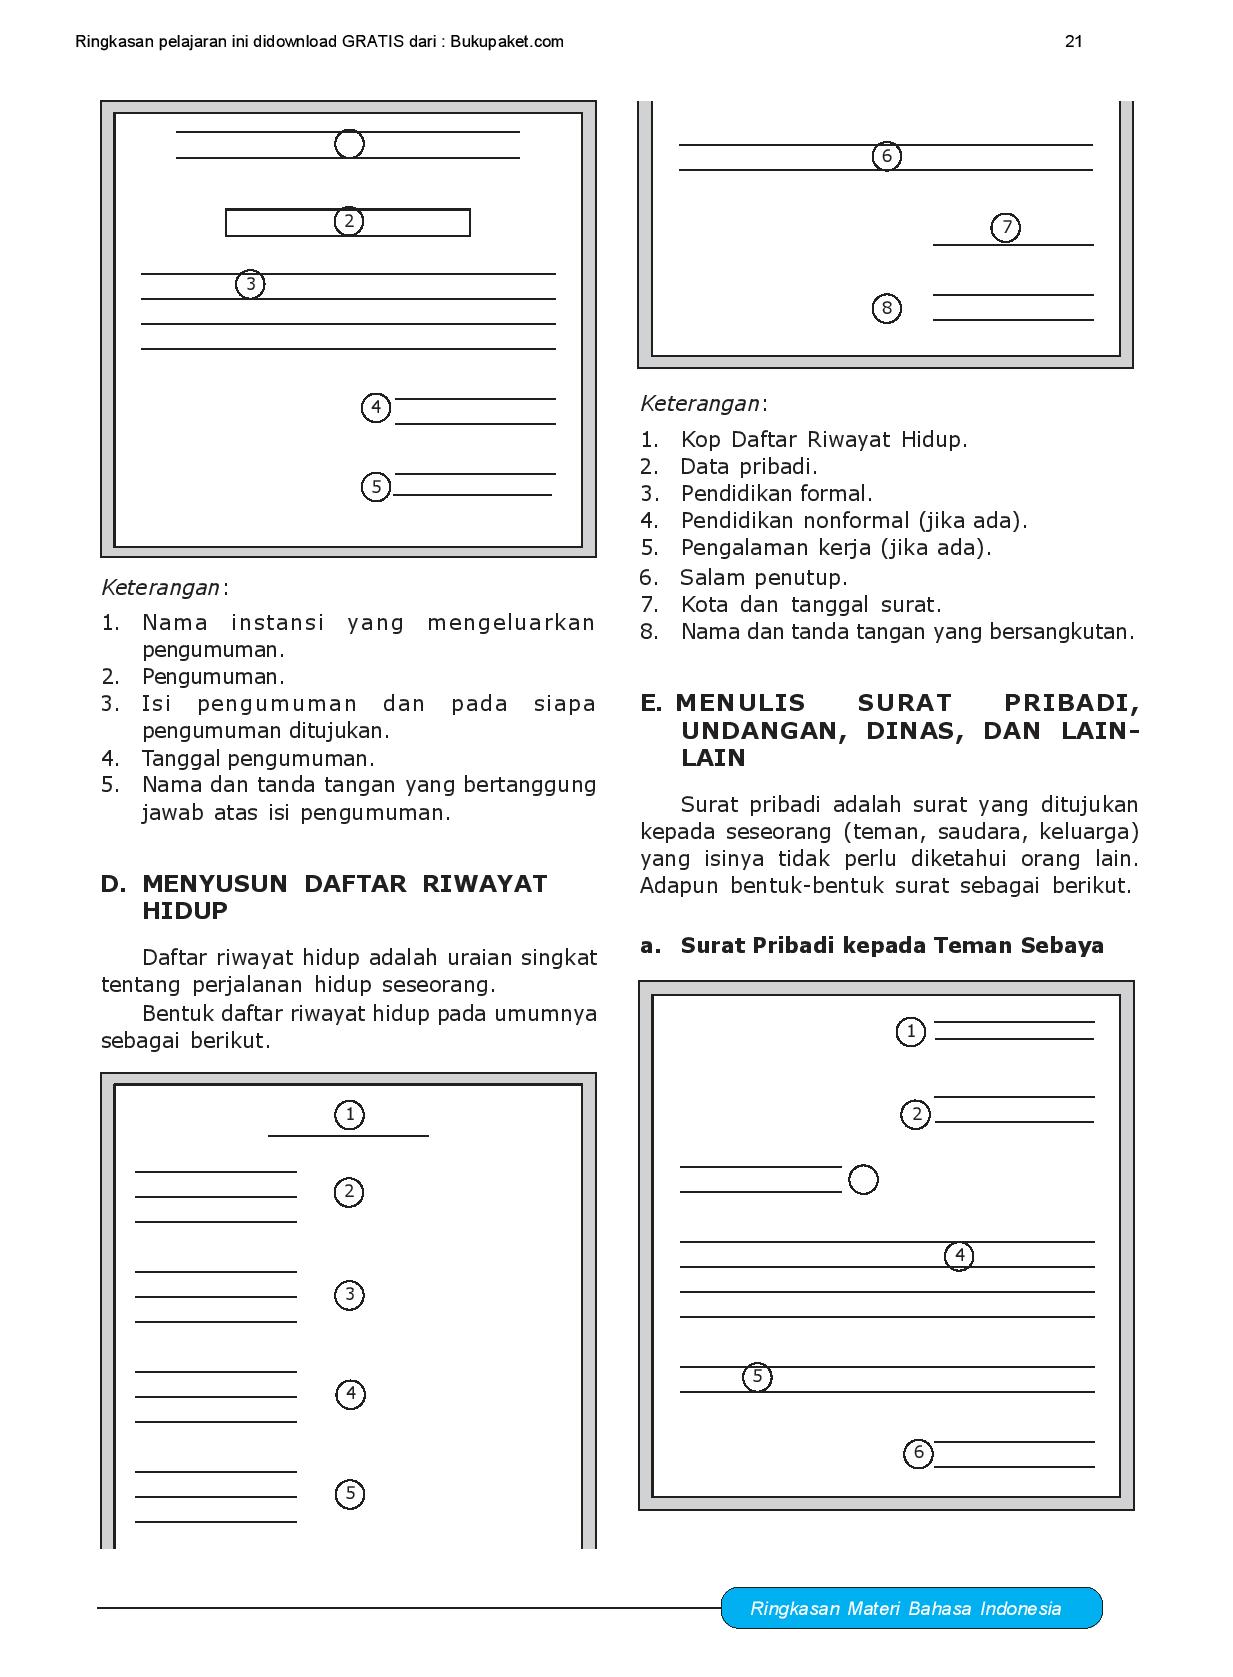 Ringkasan pelajaran ini didownload GRATIS dari : Bukupaket.com
21
2
3
4
5
Keterangan:
1. Nama instansi yang mengeluarkan
pengumuman.
2. Pengumuman.
3. Isi pengumuman dan pada siapa
pengumuman ditujukan.
4. Tanggal pengumuman.
5. Nama dan tanda tangan yang bertanggung
jawab atas isi pengumuman.
D. MENYUSUN DAFTAR RIWAYAT
HIDUP
Daftar riwayat hidup adalah uraian singkat
tentang perjalanan hidup seseorang.
Bentuk daftar riwayat hidup pada umumnya
sebagai berikut.
1
2
3
4
5
6
7
8
Keterangan:
1. Kop Daftar Riwayat Hidup.
2. Data pribadi.
3. Pendidikan formal.
4. Pendidikan nonformal (jika ada).
5. Pengalaman kerja (jika ada).
6. Salam penutup.
7. Kota dan tanggal surat.
8. Nama dan tanda tangan yang bersangkutan.
E. MENULIS SURAT PRIBADI,
UNDANGAN, DINAS, DAN LAIN-
LAIN
Surat pribadi adalah surat yang ditujukan
kepada seseorang (teman, saudara, keluarga)
yang isinya tidak perlu diketahui orang lain.
Adapun bentuk-bentuk surat sebagai berikut.
a. Surat Pribadi kepada Teman Sebaya
1
2
4
5
6
Ringkasan Materi Bahasa Indonesia